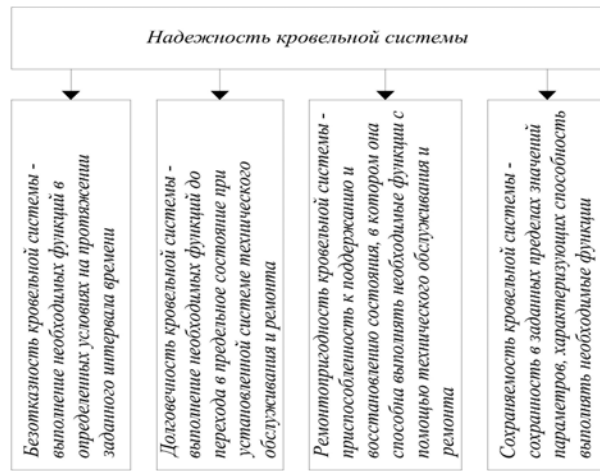 Надежность кровельной системы
Безотказность кровельной системы -
выполнение необходимых функций в
определенных условиях на протяжении
заданного интервала времени
Долговечность кровельной системы -
выполнение необходимых функций до
перехода в предельное состояние при
установленной системе технического
обслуживания и ремонта
Ремонтопригодность кровельной системы -
приспособленность к поддержанию и
восстановлению состояния, в котором она
способна выполнять необходимые функции с
помощью технического обслуживания и
ремонта
Сохраняемость кровельной системы -
сохранность в заданных пределах значений
параметров, характеризующих способность
выполнять необходимые функции